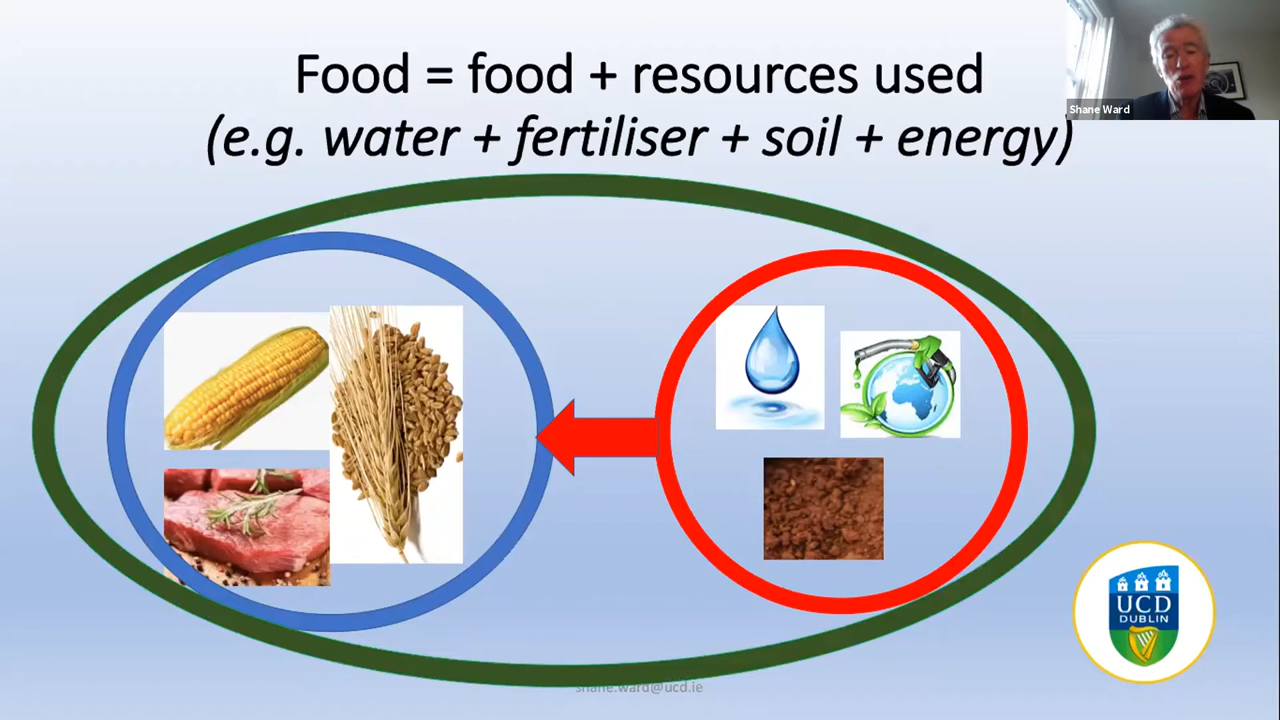 Food = food + resources used
(e.g. water + fertiliser + soil + energy)
Shane Ward
UCD
DUBLIN
shane.ward@ucd.ie